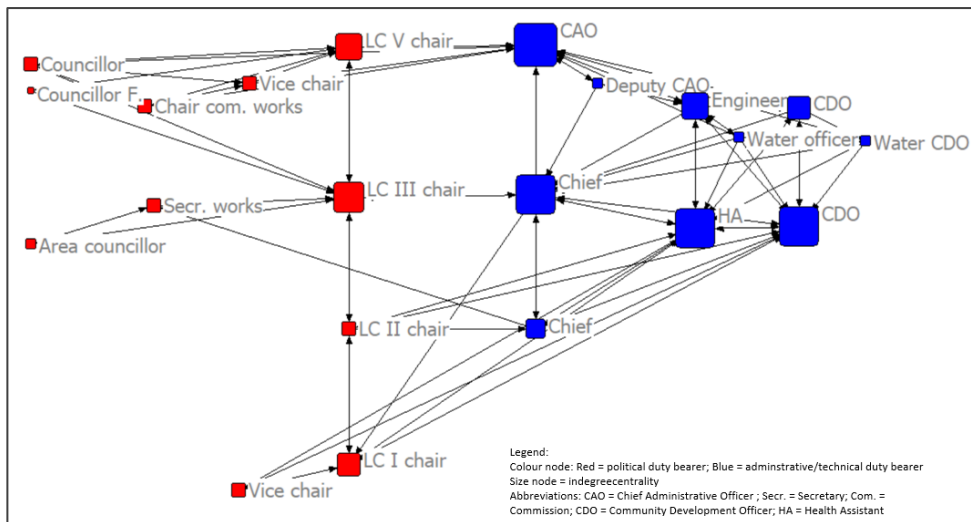 LC V chair
CAO
Councillor
Vice chair
Deputy CAO
Councillor F.
Chair com. works
Engineer
CDO
Water officer
Water CDO
LC III chair
Chief
Secr. works
HA
CDO
Area councillor
LC II chair
Chief
LC I chair
Vice chair
Legend:
Colour node: Red = political duty bearer; Blue = adminstrative/technical duty bearer
Size node = indegreecentrality
Abbreviations: CAO = Chief Administrative Officer ; Secr. = Secretary; Com. =
Commission; CDO = Community Development Officer; HA = Health Assistant